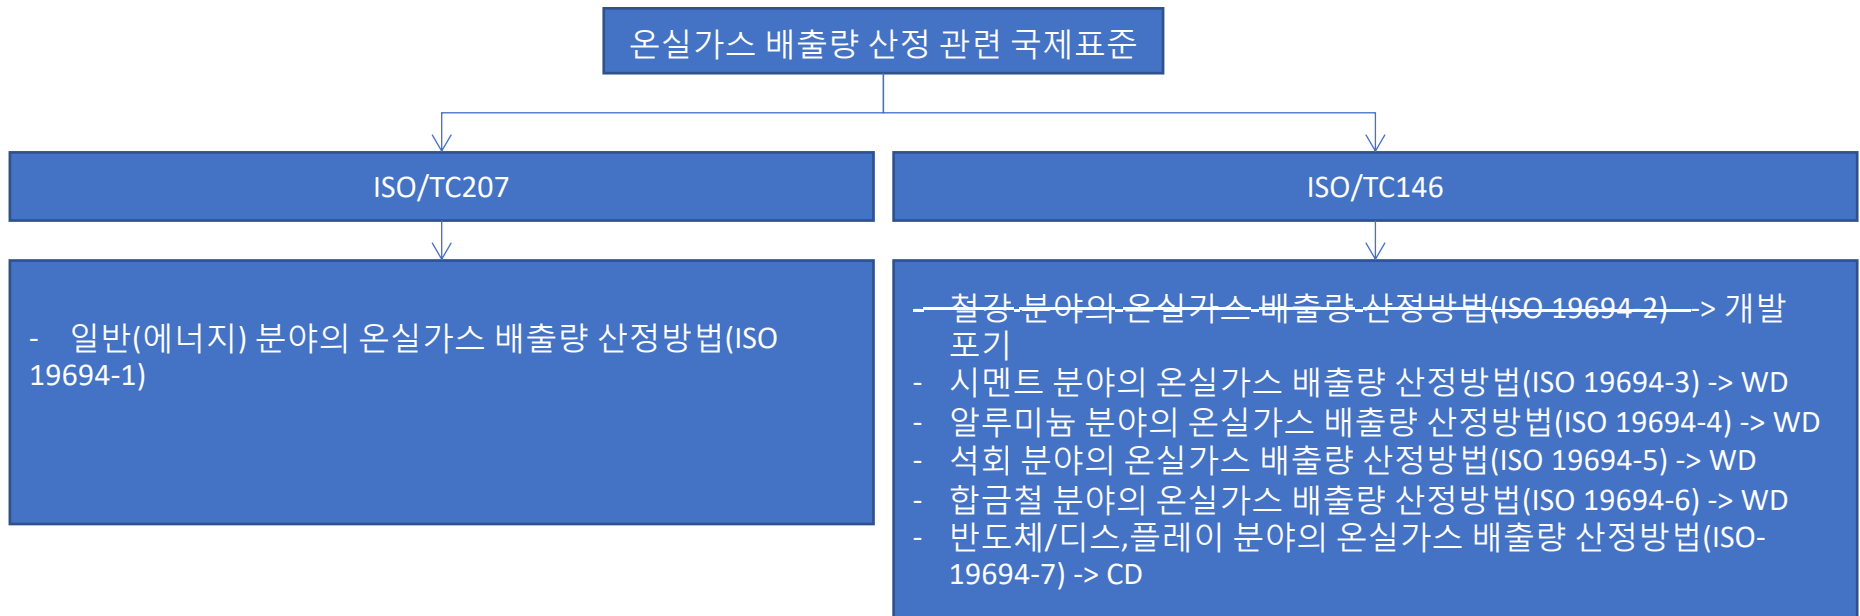 온실가스 배출량 산정 관련 국제표준
ISO/TC207
ISO/TC146
- 일반(에너지) 분야의 온실가스 배출량 산정방법(ISO
19694-1)
- 철강 분야의 온실가스 배출량 산정방법(ISO 19694-2) -> 개발
포기
- 시멘트 분야의 온실가스 배출량 산정방법(ISO 19694-3) -> WD
- 알루미늄 분야의 온실가스 배출량 산정방법(ISO 19694-4) -> WD
- 석회 분야의 온실가스 배출량 산정방법(ISO 19694-5) -> WD
- 합금철 분야의 온실가스 배출량 산정방법(ISO 19694-6) -> WD
- 반도체/디스,플레이 분야의 온실가스 배출량 산정방법(ISO-
19694-7) -> CD